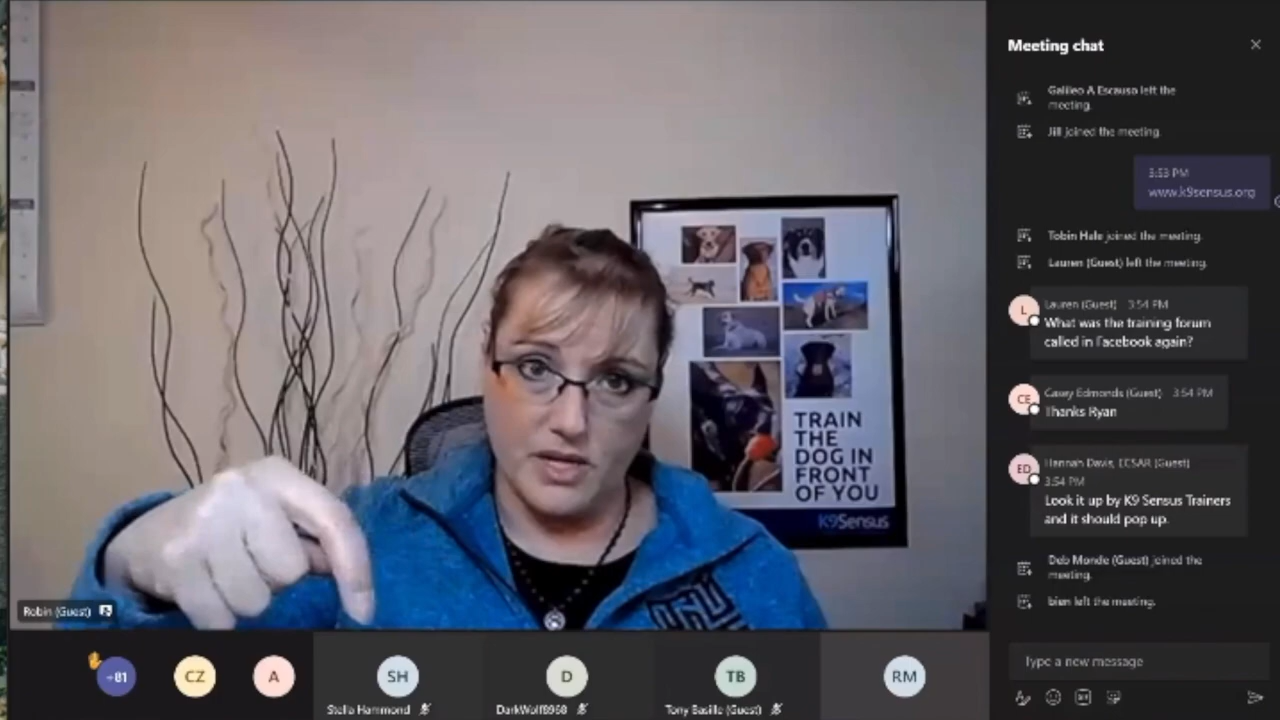 Meeting chat
Galileo A Escauso left the
meeting.
Jill joined the meeting.
3:53 PM
www.k9sensus.org
Tobin Hale joined the meeting.
Lauren (Guest) left the meeting.
L
Lauren (Guest) 3:54 PM
What was the training forum
called in Facebook again?
CE
Casey Edmonds (Guest) 3:54 PM
Thanks Ryan
ED
Hannah Davis, ECSAR (Guest)
3:54 PM
Look it up by K9 Sensus Trainers
and it should pop up.
Deb Monde (Guest) joined the
meeting.
bien left the meeting.
Type a new message
TRAIN
THE
DOG IN
FRONT
OF YOU
K9Sensus
Robin (Guest)
+81
CZ
A
SH
Stella Hammond
D
DarkWolf8968
TB
Tony Basille (Guest)
RM